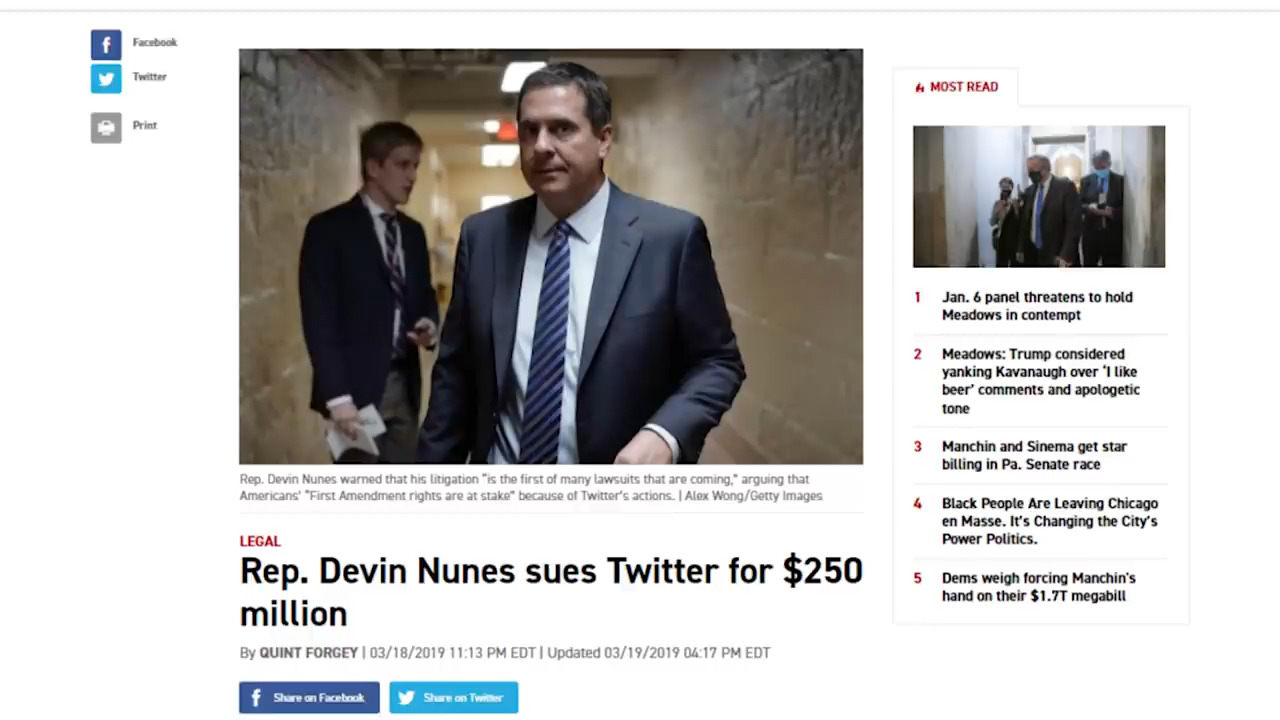 Facebook
Twitter
Print
Rep. Devin Nunes warned that his litigation "is the first of many lawsuits that are coming," arguing that
Americans' "First Amendment rights are at stake" because of Twitter's actions. | Alex Wong/Getty Images
LEGAL
Rep. Devin Nunes sues Twitter for $250
million
By QUINT FORGEY | 03/18/2019 11:13 PM EDT | Updated 03/19/2019 04:17 PM EDT
Share on Facebook
Share on Twitter
MOST READ
1 Jan. 6 panel threatens to hold
Meadows in contempt
2 Meadows: Trump considered
yanking Kavanaugh over 'I like
beer' comments and apologetic
tone
3 Manchin and Sinema get star
billing in Pa. Senate race
4 Black People Are Leaving Chicago
en Masse. It's Changing the City's
Power Politics.
5 Dems weigh forcing Manchin's
hand on their $1.7T megabill